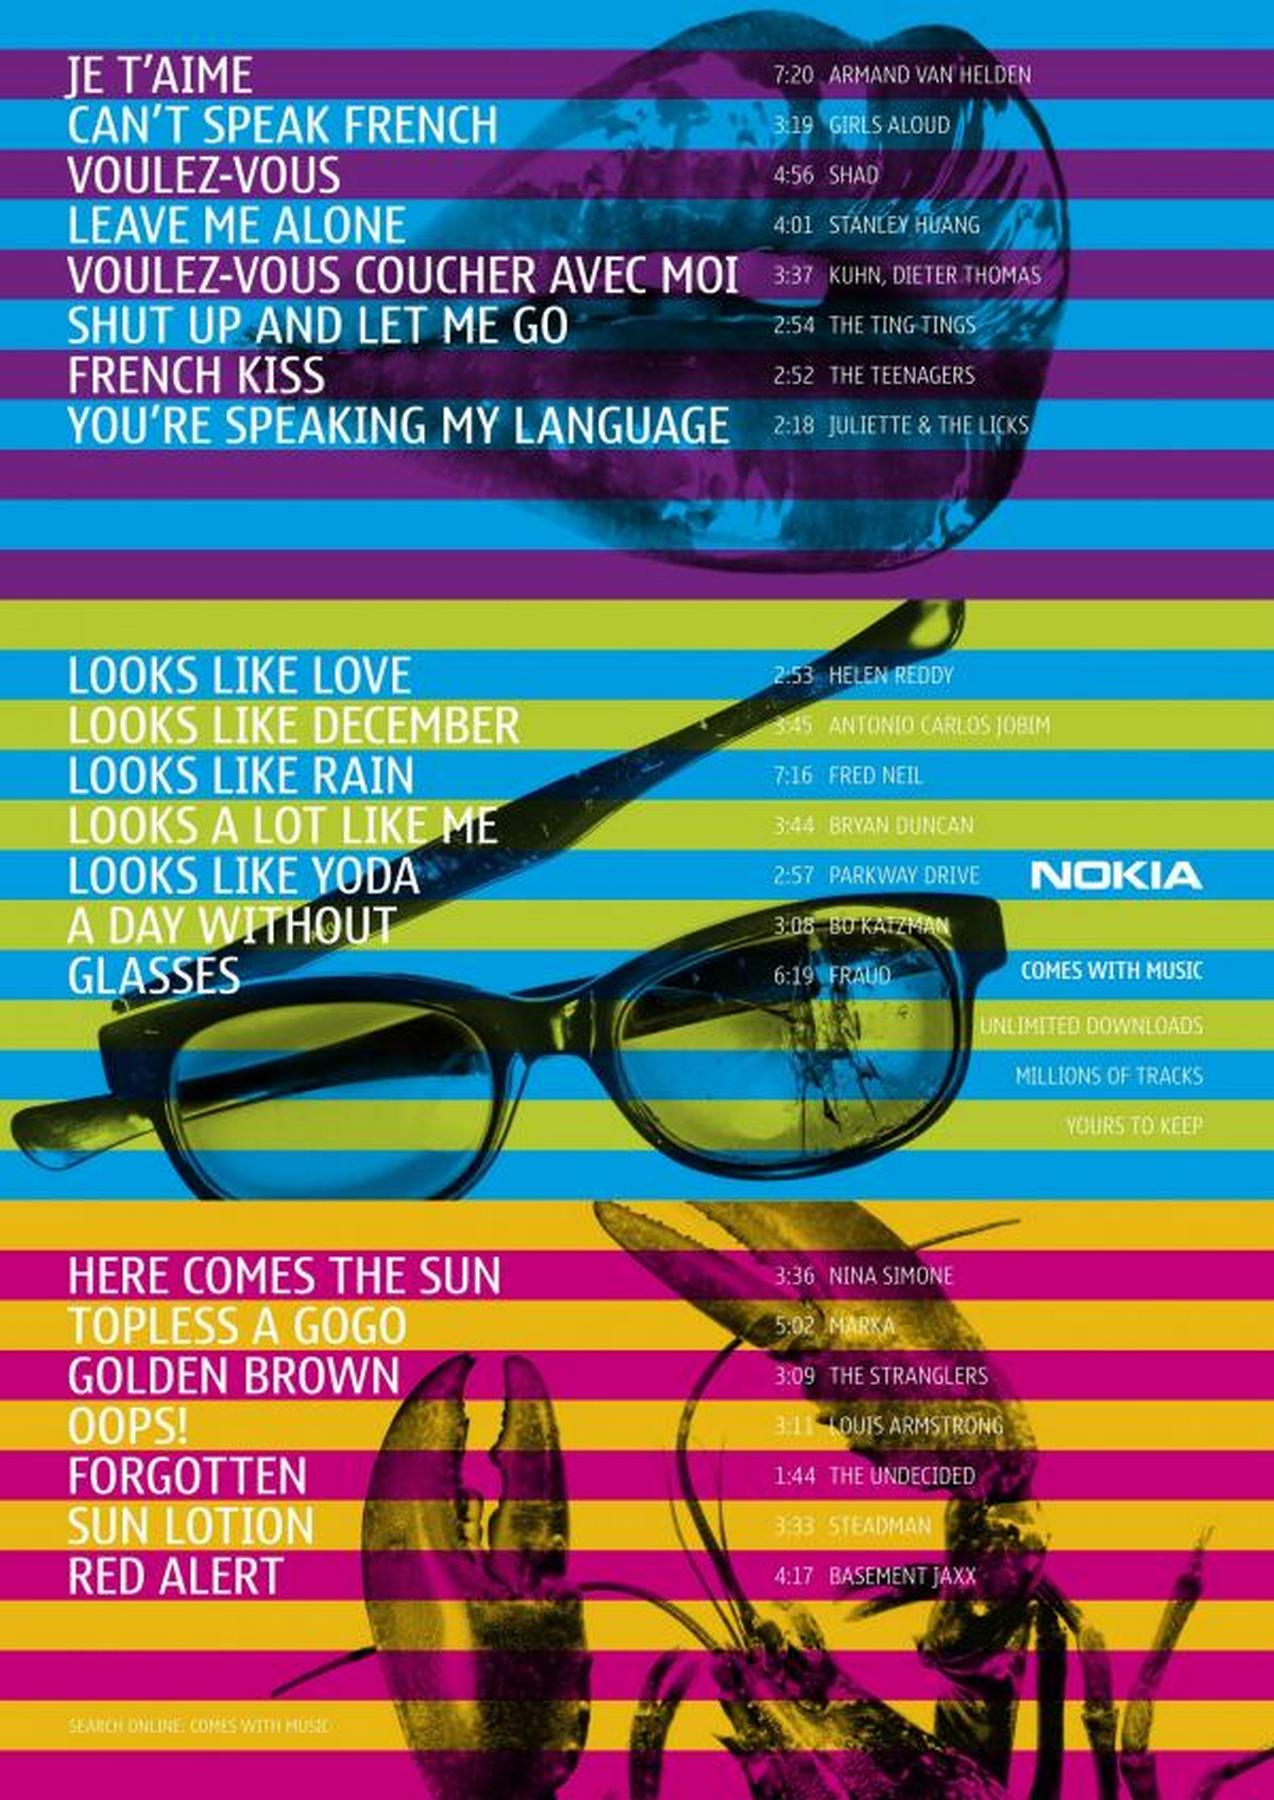 JE T'AIME 7:20 ARMAND VAN HELDEN
CAN'T SPEAK FRENCH 3:19 GIRLS ALOUD
VOULEZ-VOUS 4:56 SHAD
LEAVE ME ALONE 4:01 STANLEY HUANG
VOULEZ-VOUS COUCHER AVEC MOI 3:37 KUHN, DIETER THOMAS
SHUT UP AND LET ME GO 2:54 THE TING TINGS
FRENCH KISS 2:52 THE TEENAGERS
YOU'RE SPEAKING MY LANGUAGE 2:18 JULIETTE & THE LICKS
LOOKS LIKE LOVE 2:53 HELEN REDDY
LOOKS LIKE DECEMBER 3:45 ANTONIO CARLOS JOBIM
LOOKS LIKE RAIN 7:16 FRED NEIL
LOOKS A LOT LIKE ME 3:44 BRYAN DUNCAN
LOOKS LIKE YODA 2:57 PARKWAY DRIVE
A DAY WITHOUT 3:08 BO KATZMAN
GLASSES 6:19 FRAUD
NOKIA
COMES WITH MUSIC
UNLIMITED DOWNLOADS
MILLIONS OF TRACKS
YOURS TO KEEP
HERE COMES THE SUN 3:36 NINA SIMONE
TOPLESS A GOGO 5:02 MARKA
GOLDEN BROWN 3:09 THE STRANGLERS
OOPS! 3:11 LOUIS ARMSTRONG
FORGOTTEN 1:44 THE UNDECIDED
SUN LOTION 3:33 STEADMAN
RED ALERT 4:17 BASEMENT JAXX
SEARCH ONLINE: COMES WITH MUSIC